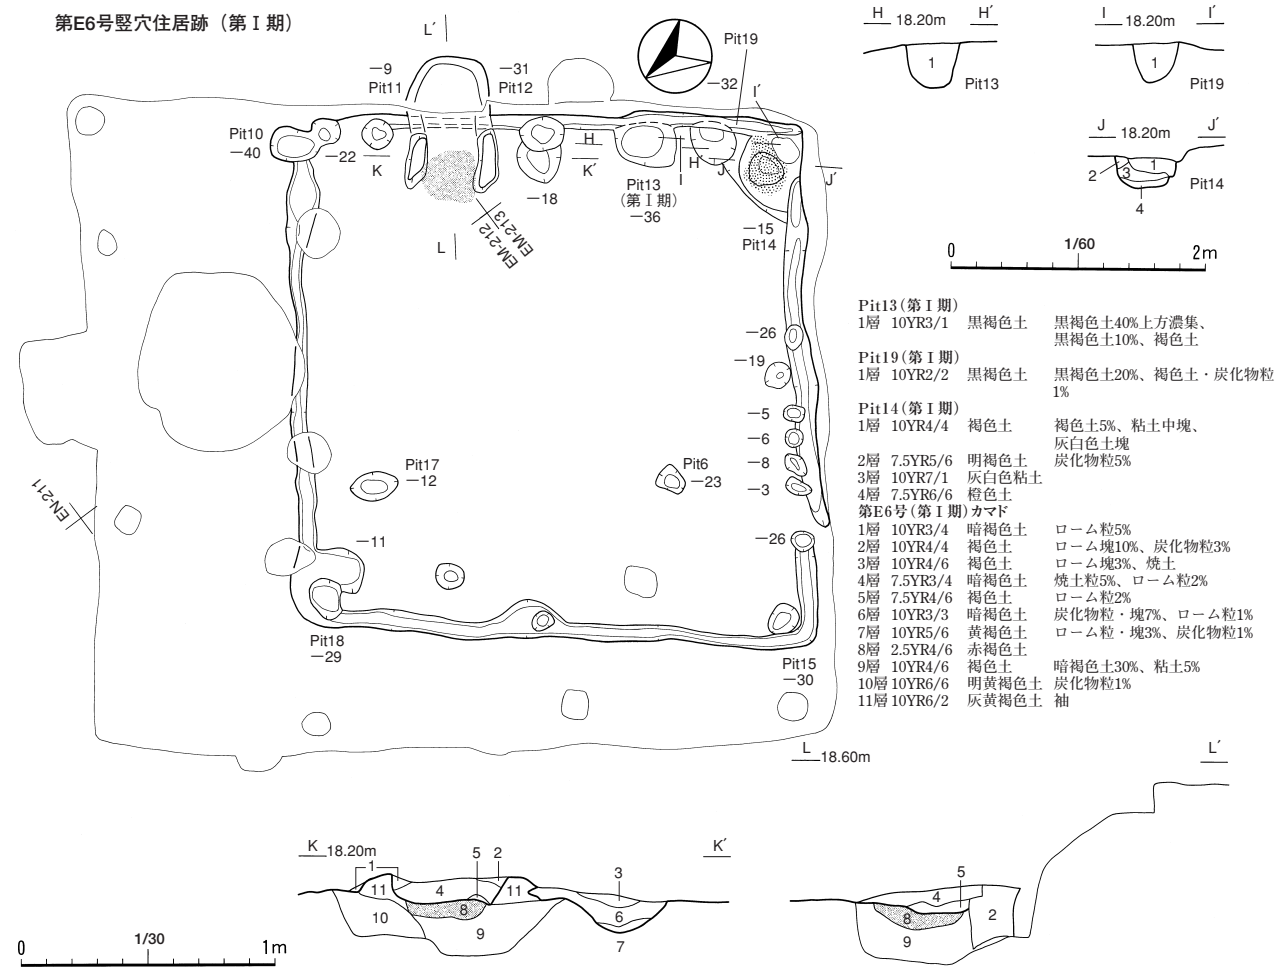 第E6号竪穴住居跡（第Ⅰ期）
L´
－9
Pit11
－31
Pit12
Pit19
－32
I´
Pit10
－40
－22
K
H
K´
－18
Pit13
（第Ⅰ期）
－36
I
H´
J
J´
－15
Pit14
EM-212
EM-213
L
－26
－19
－5
－6
－8
－3
－26
Pit17
－12
Pit6
－23
EN-211
－11
Pit18
－29
Pit15
－30
H 18.20m H´
1
Pit13
I 18.20m I´
1
Pit19
J 18.20m J´
1
2
3
4
Pit14
0 1/60 2m
Pit13（第Ⅰ期）
1層 10YR3/1 黒褐色土 黒褐色土40%上方濃集、
黒褐色土10%、褐色土
Pit19（第Ⅰ期）
1層 10YR2/2 黒褐色土 黒褐色土20%、褐色土・炭化物粒
1%
Pit14（第Ⅰ期）
1層 10YR4/4 褐色土 褐色土5%、粘土中塊、
灰白色土塊
2層 7.5YR5/6 明褐色土 炭化物粒5%
3層 10YR7/1 灰白色粘土
4層 7.5YR6/6 橙色土
第E6号（第Ⅰ期）カマド
1層 10YR3/4 暗褐色土 ローム粒5%
2層 10YR4/4 褐色土 ローム塊10%、炭化物粒3%
3層 10YR4/6 褐色土 ローム塊3%、焼土
4層 7.5YR3/4 暗褐色土 焼土粒5%、ローム粒2%
5層 7.5YR4/6 褐色土 ローム粒2%
6層 10YR3/3 暗褐色土 炭化物粒・塊7%、ローム粒1%
7層 10YR5/6 黄褐色土 ローム粒・塊3%、炭化物粒1%
8層 2.5YR4/6 赤褐色土
9層 10YR4/6 褐色土 暗褐色土30%、粘土5%
10層 10YR6/6 明黄褐色土 炭化物粒1%
11層 10YR6/2 灰黄褐色土 袖
L 18.60m L´
K 18.20m K´
1
5
2
11
4
11
3
10
8
9
6
7
5
4
8
2
9
0 1/30 1m